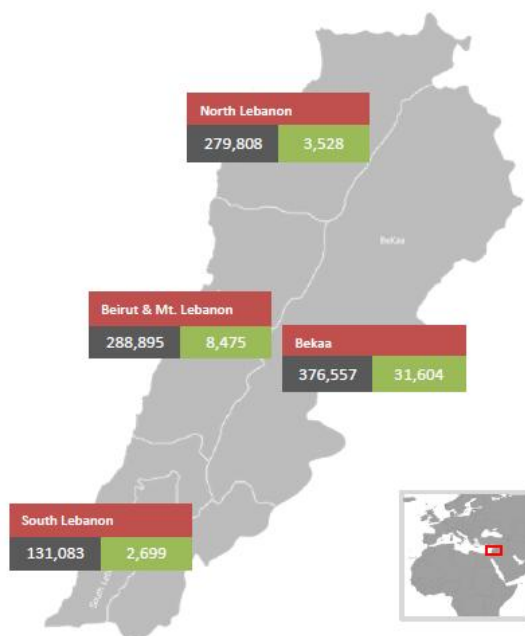 North Lebanon
279,808 3,528
BeKaa
Beirut & Mt. Lebanon
288,895 8,475
Bekaa
376,557 31,604
South Lebanon
131,083 2,699
South Leba